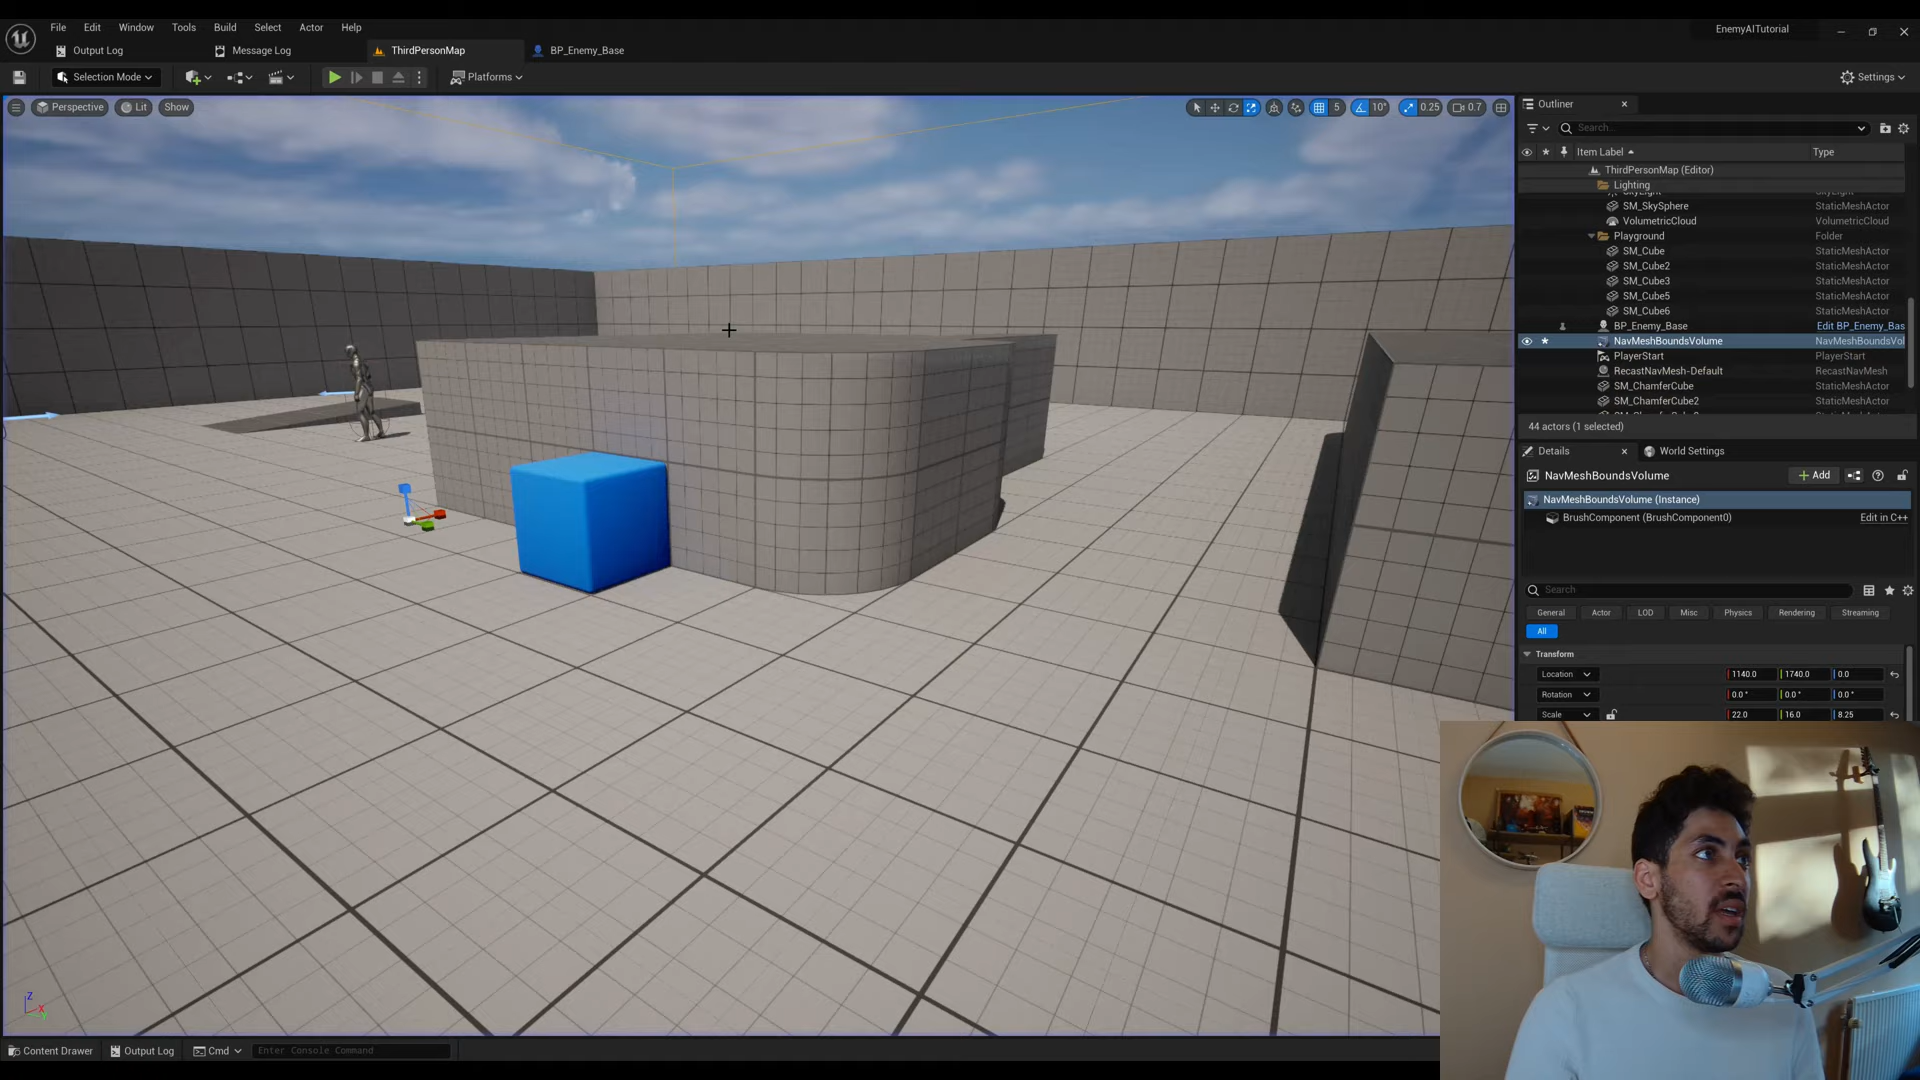 File Edit Window Tools Build Select Actor Help
EnemyAITutorial
Output Log Message Log ThirdPersonMap BP_Enemy_Base
Selection Mode Platforms Settings
Perspective Lit Show 5 10° 0.25 0.7
Outliner
Search...
Item Label Type
ThirdPersonMap (Editor)
Lighting
SM_SkySphere StaticMeshActor
VolumetricCloud VolumetricCloud
Playground Folder
SM_Cube StaticMeshActor
SM_Cube2 StaticMeshActor
SM_Cube3 StaticMeshActor
SM_Cube5 StaticMeshActor
SM_Cube6 StaticMeshActor
BP_Enemy_Base Edit BP_Enemy_Bas
NavMeshBoundsVolume NavMeshBoundsVol
PlayerStart PlayerStart
RecastNavMesh-Default RecastNavMesh
SM_ChamferCube StaticMeshActor
SM_ChamferCube2 StaticMeshActor
44 actors (1 selected)
Details World Settings
NavMeshBoundsVolume Add
NavMeshBoundsVolume (Instance)
BrushComponent (BrushComponent0) Edit in C++
Search
General Actor LOD Misc Physics Rendering Streaming
All
Transform
Location 1140.0 1740.0 0.0
Rotation 0.0° 0.0° 0.0°
Scale 22.0 16.0 8.25
Z
X
Y
Content Drawer Output Log Cmd Enter Console Command